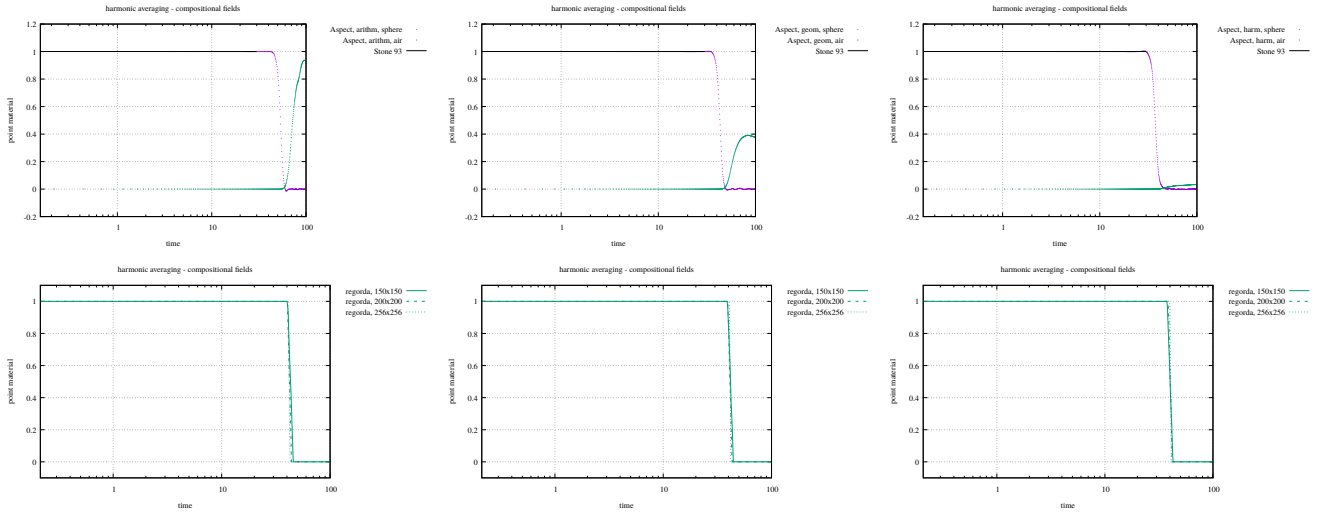 harmonic averaging - compositional fields
Aspect, arithm, sphere
Aspect, arithm, air
Stone 93
1.2
1
0.8
0.6
0.4
0.2
0
-0.2
point material
1
10
100
time
harmonic averaging - compositional fields
Aspect, geom, sphere
Aspect, geom, air
Stone 93
1.2
1
0.8
0.6
0.4
0.2
0
-0.2
point material
1
10
100
time
harmonic averaging - compositional fields
Aspect, harm, sphere
Aspect, harm, air
Stone 93
1.2
1
0.8
0.6
0.4
0.2
0
-0.2
point material
1
10
100
time
harmonic averaging - compositional fields
regorda, 150x150
regorda, 200x200
regorda, 256x256
1
0.8
0.6
0.4
0.2
0
point material
1
10
100
time
harmonic averaging - compositional fields
regorda, 150x150
regorda, 200x200
regorda, 256x256
1
0.8
0.6
0.4
0.2
0
point material
1
10
100
time
harmonic averaging - compositional fields
regorda, 150x150
regorda, 200x200
regorda, 256x256
1
0.8
0.6
0.4
0.2
0
point material
1
10
100
time